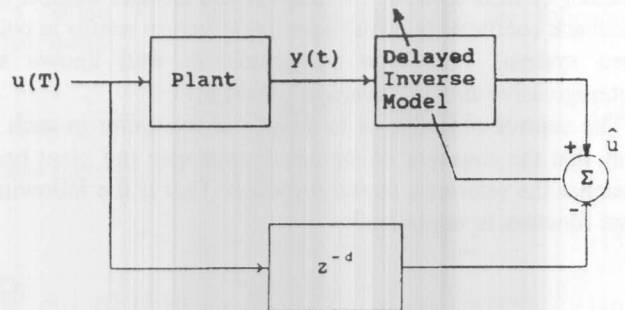 u(T)
Plant
y(t)
Delayed
Inverse
Model
+
û
Σ
-
z^{-d}